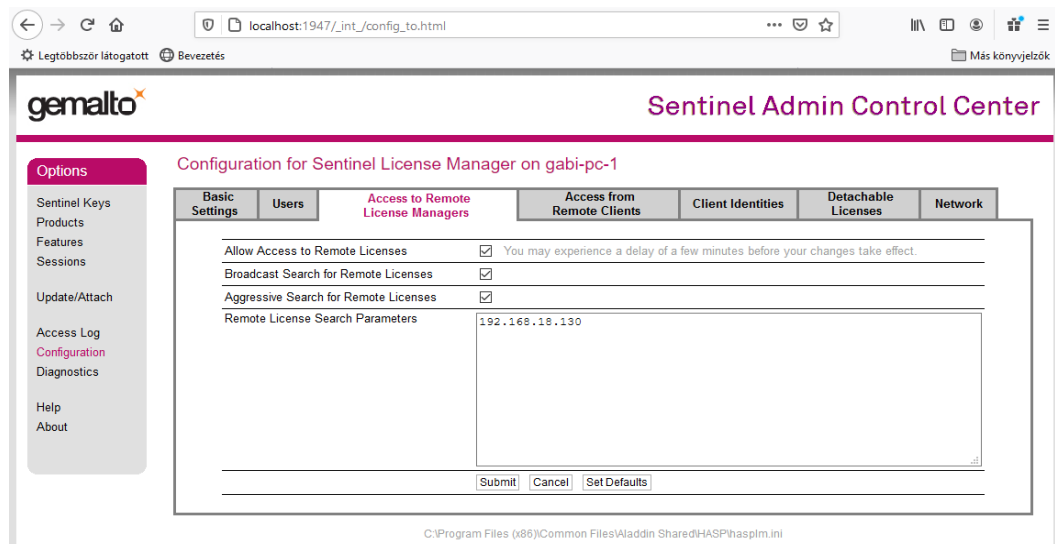 localhost:1947/_int_/config_to.html
Legtöbbször látogatott Bevezetés Más könyvjelzők
gemalto
Sentinel Admin Control Center
Options
Sentinel Keys
Products
Features
Sessions
Update/Attach
Access Log
Configuration
Diagnostics
Help
About
Configuration for Sentinel License Manager on gabi-pc-1
Basic
Settings
Users
Access to Remote
License Managers
Access from
Remote Clients
Client Identities
Detachable
Licenses
Network
Allow Access to Remote Licenses You may experience a delay of a few minutes before your changes take effect.
Broadcast Search for Remote Licenses
Aggressive Search for Remote Licenses
Remote License Search Parameters 192.168.18.130
Submit Cancel Set Defaults
C:\Program Files (x86)\Common Files\Aladdin Shared\HASP\hasplm.ini